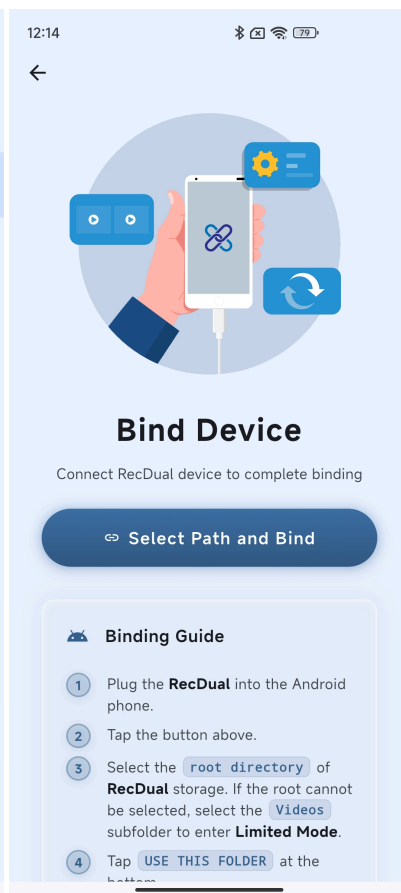 12:14
79
Bind Device
Connect RecDual device to complete binding
Select Path and Bind
Binding Guide
1 Plug the RecDual into the Android
phone.
2 Tap the button above.
3 Select the root directory of
RecDual storage. If the root cannot
be selected, select the Videos
subfolder to enter Limited Mode.
4 Tap USE THIS FOLDER at the
bottom.